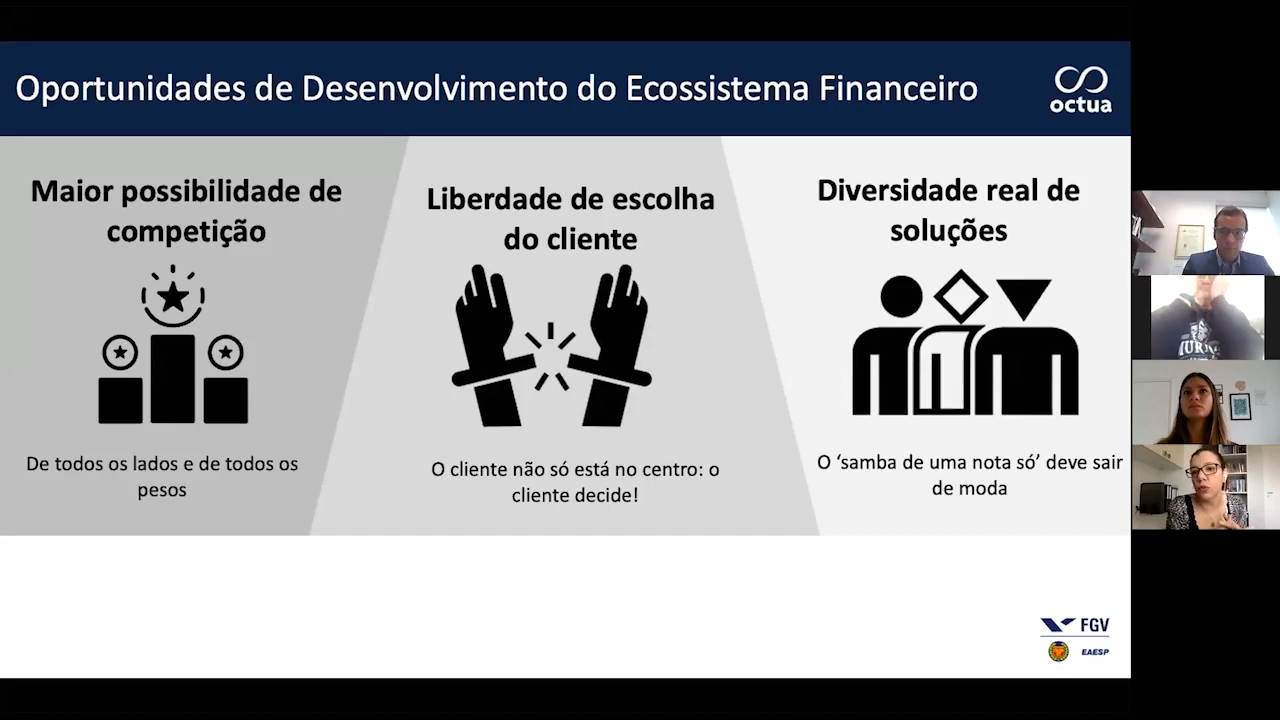 Oportunidades de Desenvolvimento do Ecossistema Financeiro
octua
Maior possibilidade de
competição
De todos os lados e de todos os
pesos
Liberdade de escolha
do cliente
O cliente não só está no centro: o
cliente decide!
Diversidade real de
soluções
O ‘samba de uma nota só’ deve sair
de moda
FGV
EAESP